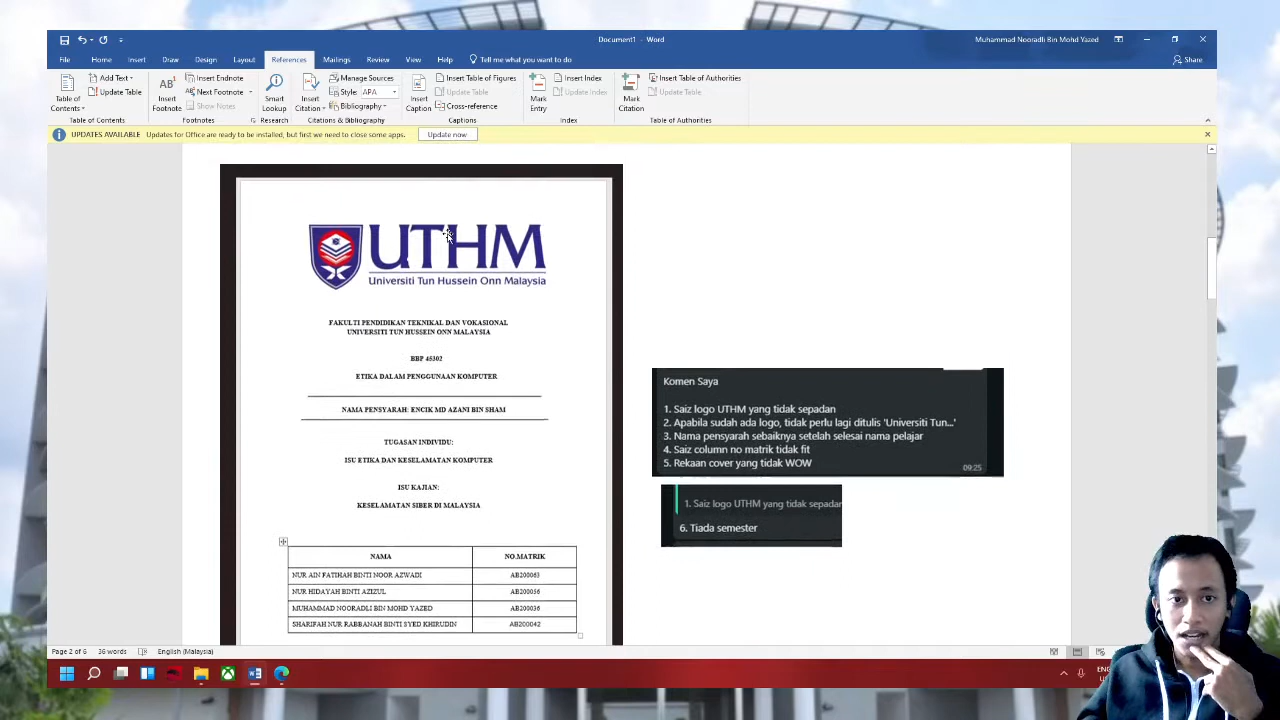 Document1 - Word
Muhammad Nooradli Bin Mohd Yazed
File Home Insert Draw Design Layout References Mailings Review View Help Tell me what you want to do
Share
Table of Contents
Add Text
Update Table
Table of Contents
AB¹
Insert Footnote
Insert Endnote
Next Footnote
Show Notes
Footnotes
Smart Lookup
Research
Insert Citation
Manage Sources
Style: APA
Bibliography
Citations & Bibliography
Insert Caption
Insert Table of Figures
Update Table
Cross-reference
Captions
Mark Entry
Insert Index
Update Index
Index
Mark Citation
Insert Table of Authorities
Update Table
Table of Authorities
UPDATES AVAILABLE Updates for Office are ready to be installed, but first we need to close some apps. Update now
UTHM
Universiti Tun Hussein Onn Malaysia
FAKULTI PENDIDIKAN TEKNIKAL DAN VOKASIONAL
UNIVERSITI TUN HUSSEIN ONN MALAYSIA
BBP 45302
ETIKA DALAM PENGGUNAAN KOMPUTER
NAMA PENSYARAH: ENCIK MD AZANI BIN SHAM
TUGASAN INDIVIDU:
ISU ETIKA DAN KESELAMATAN KOMPUTER
ISU KAJIAN:
KESELAMATAN SIBER DI MALAYSIA
NAMA NO.MATRIK
NUR AIN FATIHAH BINTI NOOR AZWADI AB200063
NUR HIDAYAH BINTI AZIZUL AB200056
MUHAMMAD NOORADLI BIN MOHD YAZED AB200036
SHARIFAH NUR RABBANAH BINTI SYED KHIRUDIN AB200042
Komen Saya
1. Saiz logo UTHM yang tidak sepadan
2. Apabila sudah ada logo, tidak perlu lagi ditulis 'Universiti Tun...'
3. Nama pensyarah sebaiknya setelah selesai nama pelajar
4. Saiz column no matrik tidak fit
5. Rekaan cover yang tidak WOW
09:25
1. Saiz logo UTHM yang tidak sepadan
6. Tiada semester
Page 2 of 6 36 words English (Malaysia)